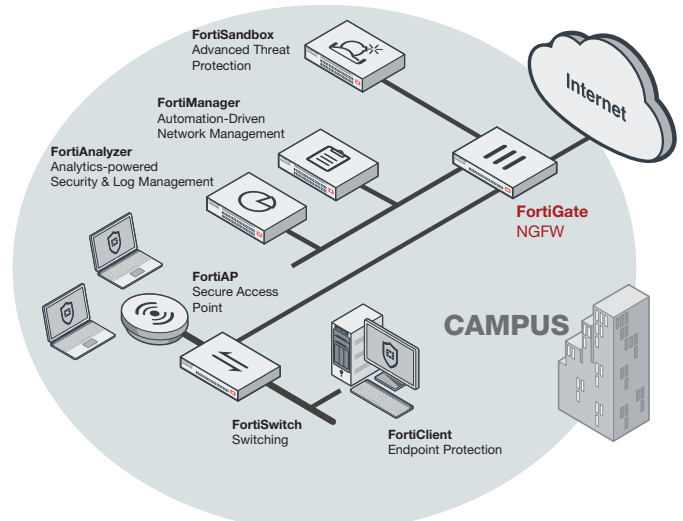 FortiSandbox
Advanced Threat
Protection
Internet
FortiManager
Automation-Driven
Network Management
FortiAnalyzer
Analytics-powered
Security & Log Management
FortiGate
NGFW
FortiAP
Secure Access
Point
CAMPUS
FortiSwitch
Switching
FortiClient
Endpoint Protection